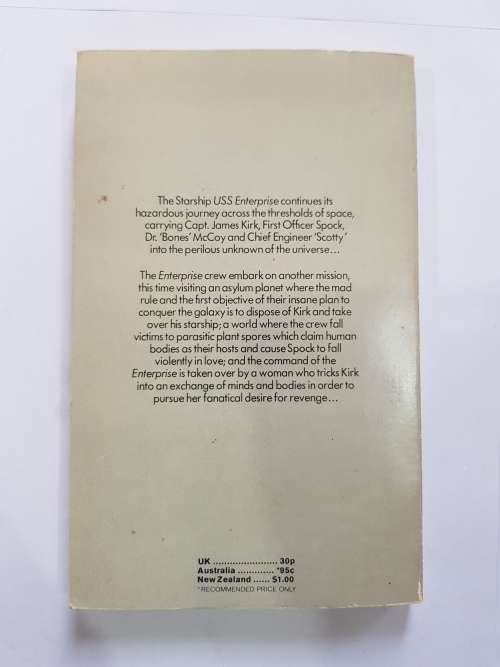 The Starship USS Enterprise continues its
hazardous journey across the thresholds of space,
carrying Capt. James Kirk, First Officer Spock,
Dr. 'Bones' McCoy and Chief Engineer 'Scotty'
into the perilous unknown of the universe...
The Enterprise crew embark on another mission,
this time visiting an asylum planet where the mad
rule and the first objective of their insane plan to
conquer the galaxy is to dispose of Kirk and take
over his starship; a world where the crew fall
victims to parasitic plant spores which claim human
bodies as their hosts and cause Spock to fall
violently in love; and the command of the
Enterprise is taken over by a woman who tricks Kirk
into an exchange of minds and bodies in order to
pursue her fanatical desire for revenge...
UK ....................... 30p
Australia ............. *95c
New Zealand ...... $1.00
*RECOMMENDED PRICE ONLY